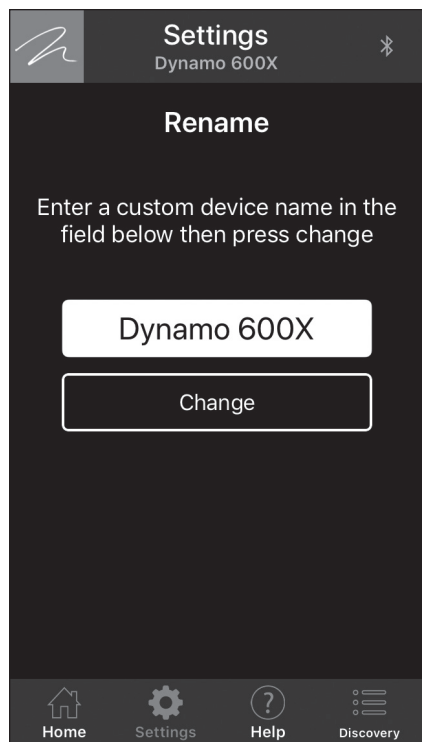 Settings
Dynamo 600X
Rename
Enter a custom device name in the
field below then press change
Dynamo 600X
Change
Home
Settings
Help
Discovery